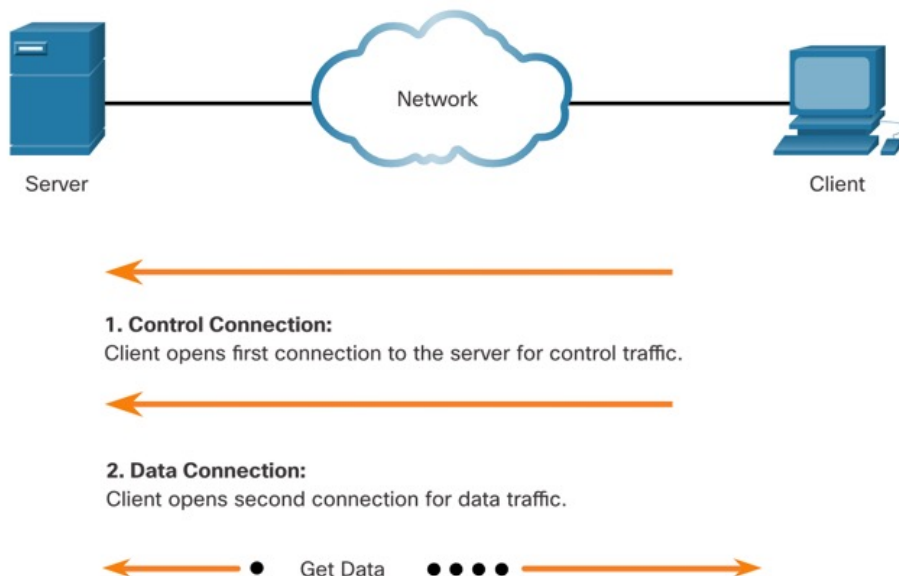 Network
Server
Client
1. Control Connection:
Client opens first connection to the server for control traffic.
2. Data Connection:
Client opens second connection for data traffic.
Get Data